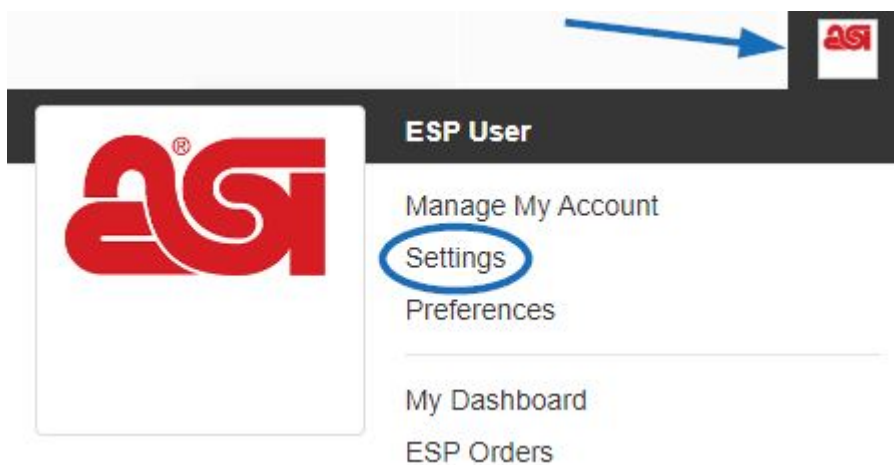 asi
asi®
ESP User
Manage My Account
Settings
Preferences
My Dashboard
ESP Orders